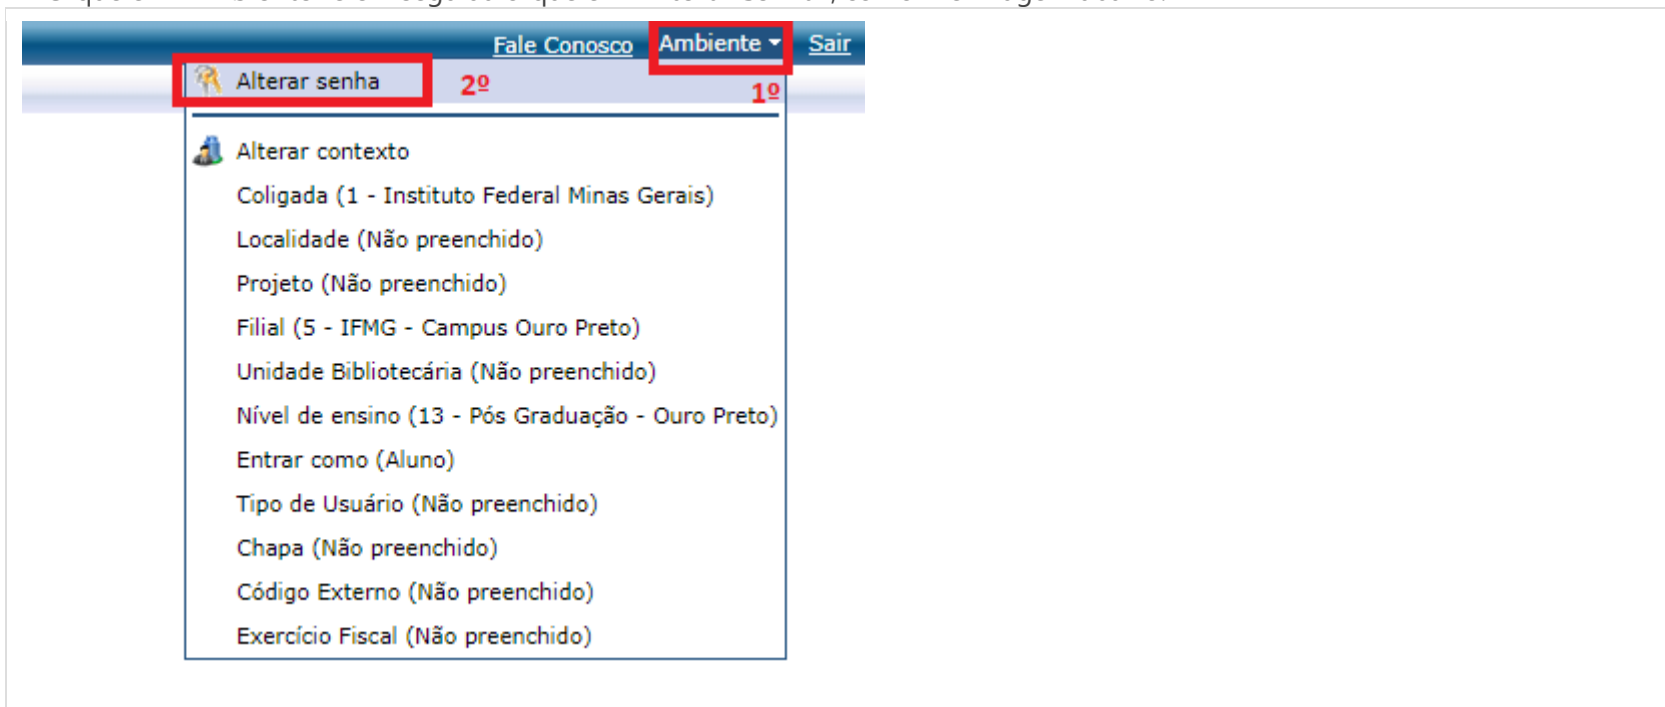 Fale Conosco Ambiente Sair
Alterar senha 2º 1º
Alterar contexto
Coligada (1 - Instituto Federal Minas Gerais)
Localidade (Não preenchido)
Projeto (Não preenchido)
Filial (5 - IFMG - Campus Ouro Preto)
Unidade Bibliotecária (Não preenchido)
Nível de ensino (13 - Pós Graduação - Ouro Preto)
Entrar como (Aluno)
Tipo de Usuário (Não preenchido)
Chapa (Não preenchido)
Código Externo (Não preenchido)
Exercício Fiscal (Não preenchido)